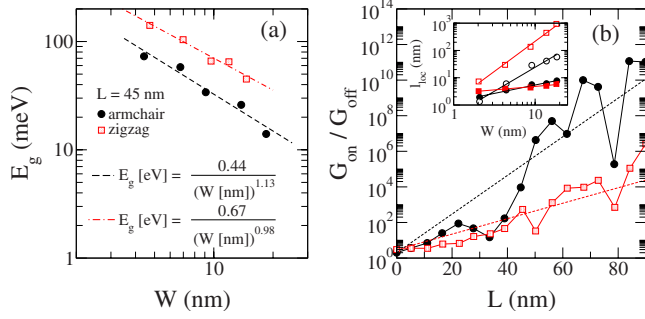 (a)
E_g (meV)
100
10
1
10
W (nm)
L = 45 nm
armchair
zigzag
E_g [eV] = 0.44 / (W [nm])^1.13
E_g [eV] = 0.67 / (W [nm])^0.98
(b)
G_on / G_off
10^14
10^12
10^10
10^8
10^6
10^4
10^2
10^0
0
20
40
60
80
L (nm)
l_loc
10^3
10^2
10^1
10^0
1
10
W (nm)